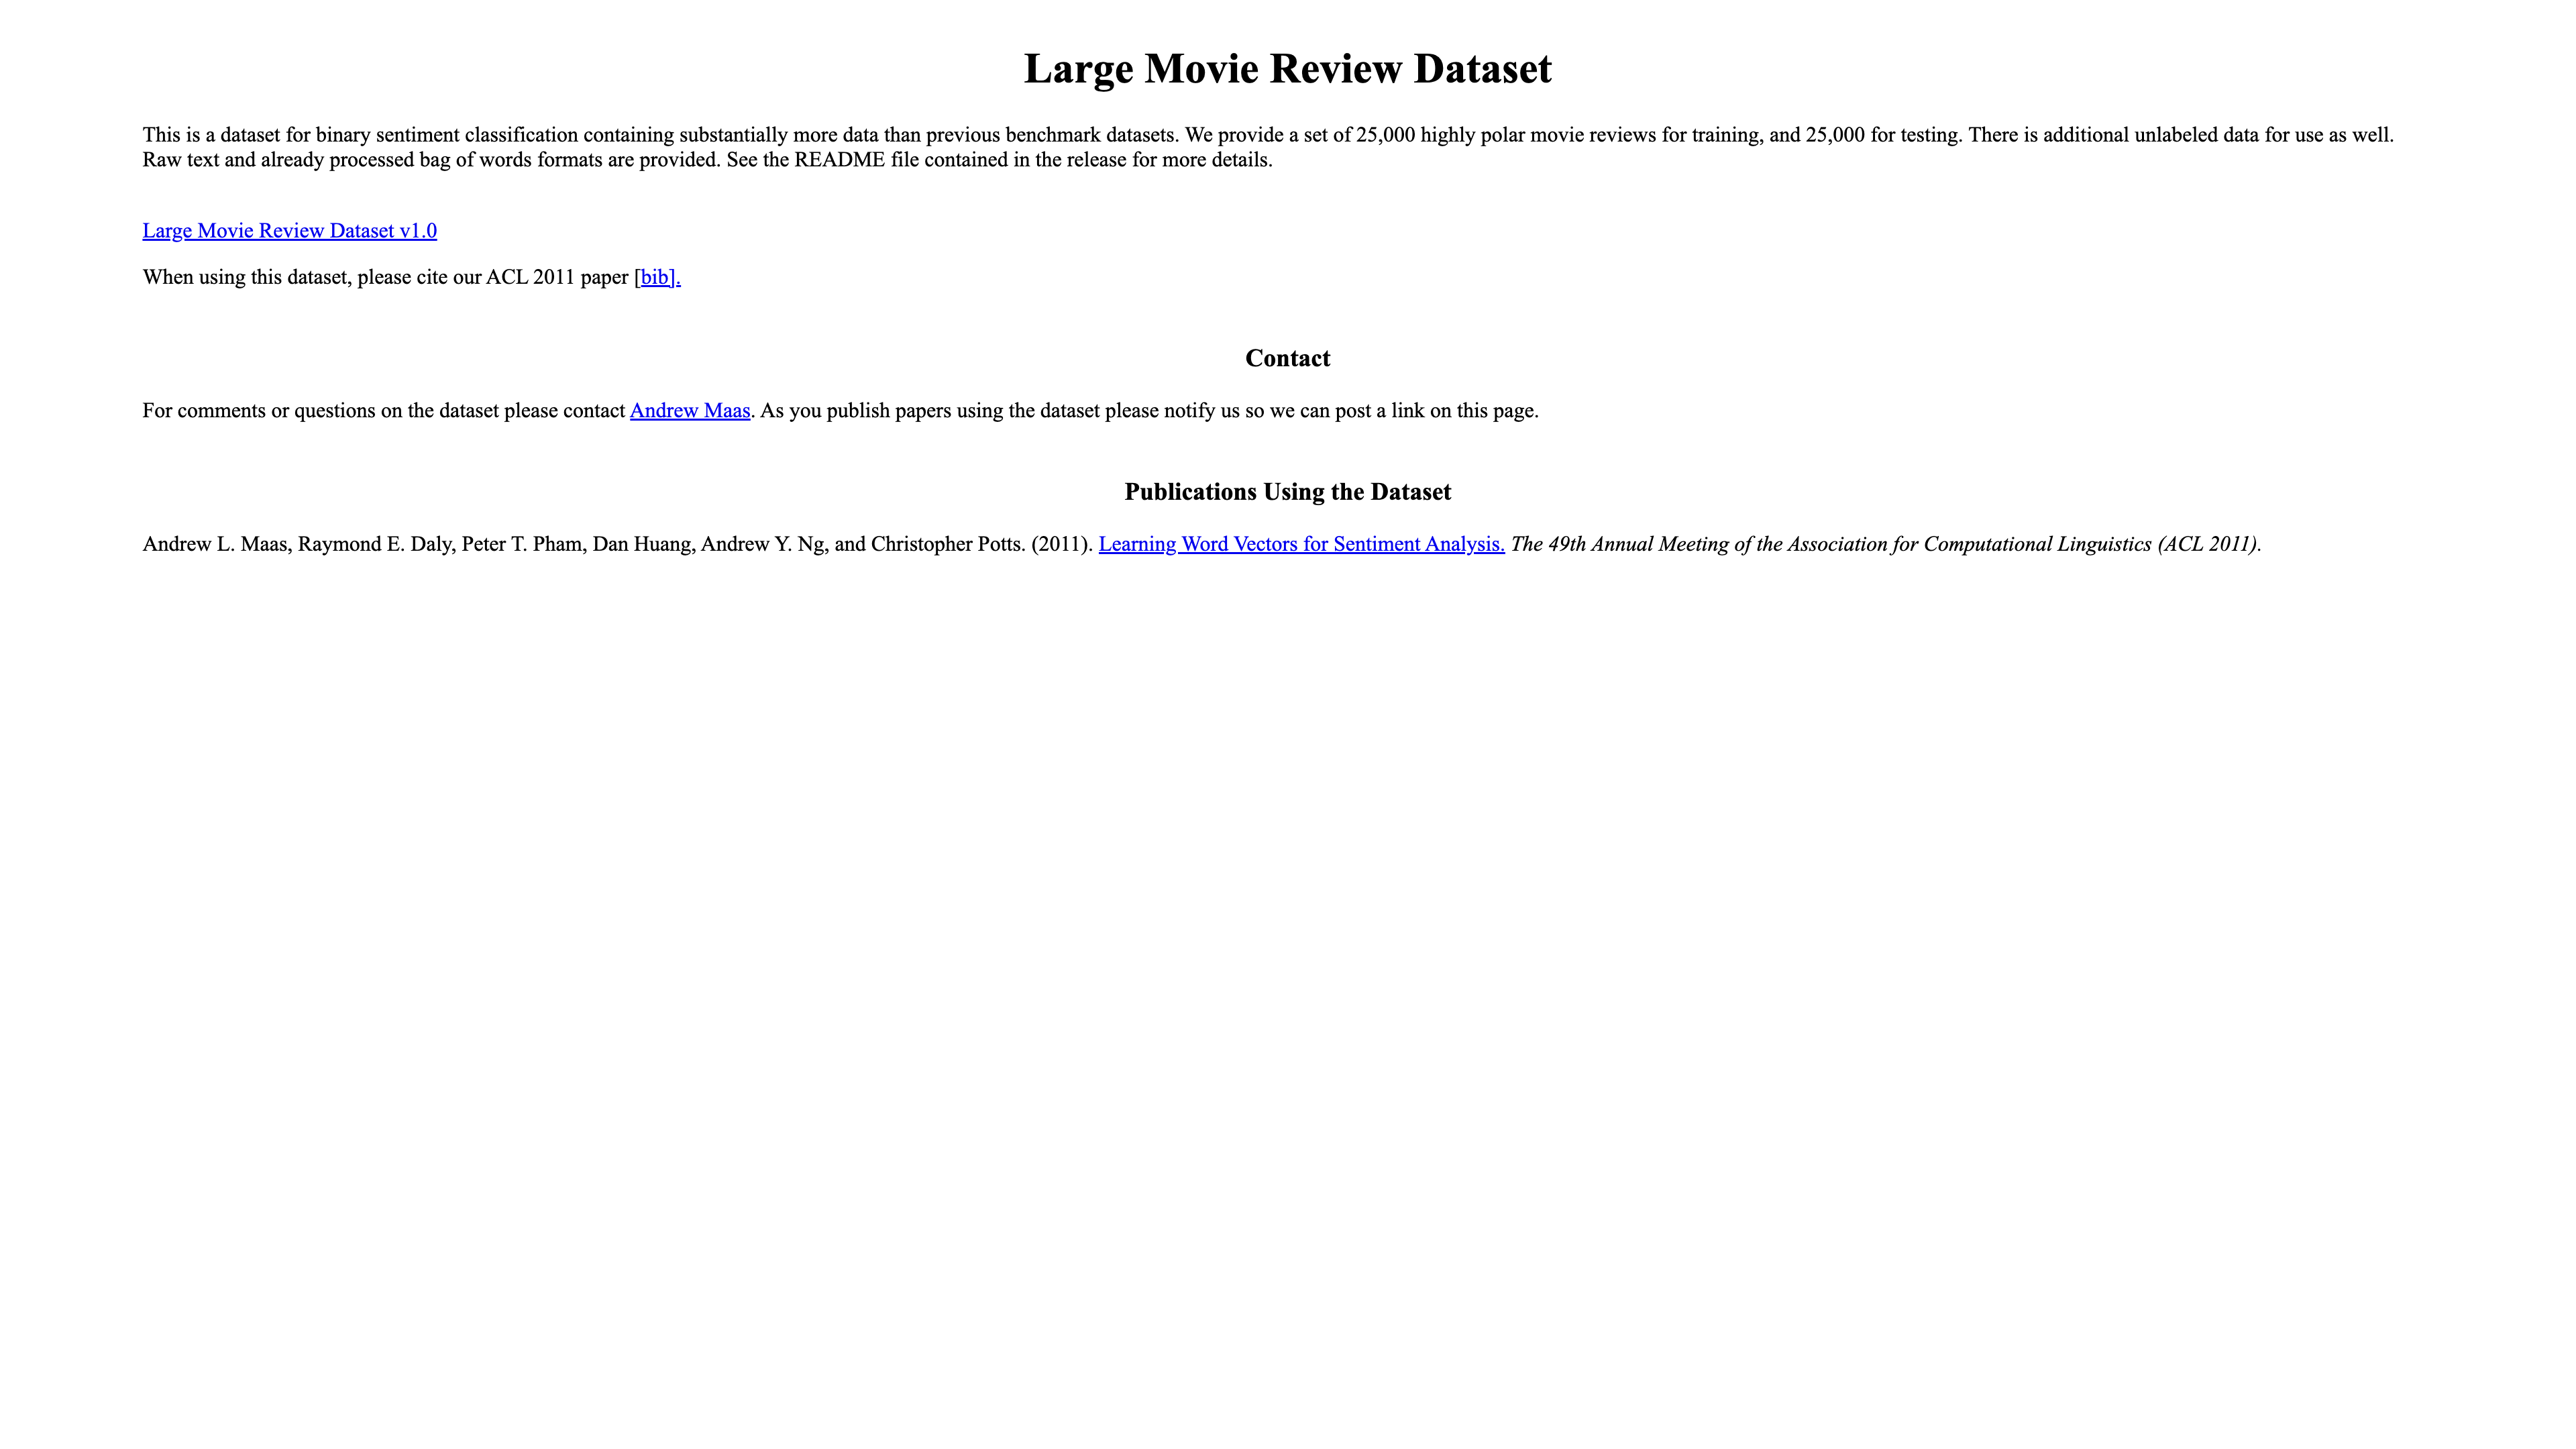 Large Movie Review Dataset
This is a dataset for binary sentiment classification containing substantially more data than previous benchmark datasets. We provide a set of 25,000 highly polar movie reviews for training, and 25,000 for testing. There is additional unlabeled data for use as well.
Raw text and already processed bag of words formats are provided. See the README file contained in the release for more details.
Large Movie Review Dataset v1.0
When using this dataset, please cite our ACL 2011 paper [bib].
Contact
For comments or questions on the dataset please contact Andrew Maas. As you publish papers using the dataset please notify us so we can post a link on this page.
Publications Using the Dataset
Andrew L. Maas, Raymond E. Daly, Peter T. Pham, Dan Huang, Andrew Y. Ng, and Christopher Potts. (2011). Learning Word Vectors for Sentiment Analysis. The 49th Annual Meeting of the Association for Computational Linguistics (ACL 2011).